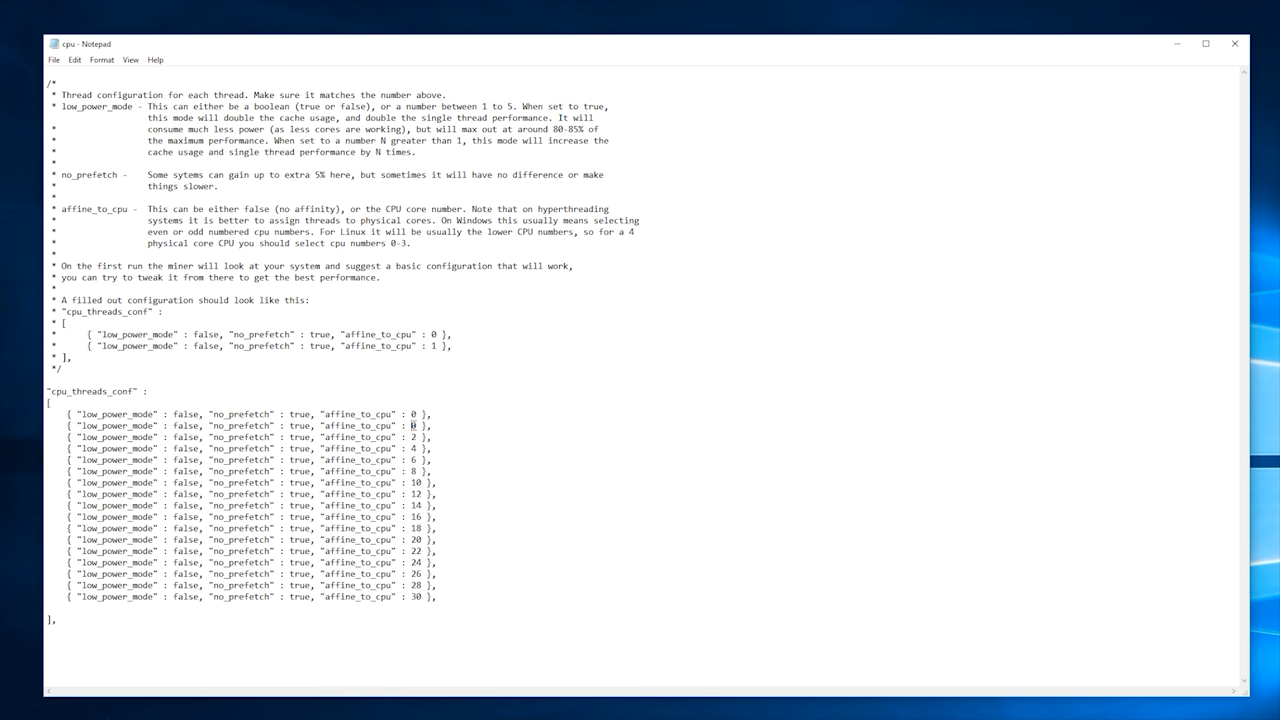 cpu - Notepad
File Edit Format View Help
/*
* Thread configuration for each thread. Make sure it matches the number above.
* low_power_mode - This can either be a boolean (true or false), or a number between 1 to 5. When set to true,
this mode will double the cache usage, and double the single thread performance. It will
* consume much less power (as less cores are working), but will max out at around 80-85% of
* the maximum performance. When set to a number N greater than 1, this mode will increase the
* cache usage and single thread performance by N times.
*
* no_prefetch - Some sytems can gain up to extra 5% here, but sometimes it will have no difference or make
* things slower.
*
* affine_to_cpu - This can be either false (no affinity), or the CPU core number. Note that on hyperthreading
* systems it is better to assign threads to physical cores. On Windows this usually means selecting
* even or odd numbered cpu numbers. For Linux it will be usually the lower CPU numbers, so for a 4
* physical core CPU you should select cpu numbers 0-3.
*
* On the first run the miner will look at your system and suggest a basic configuration that will work,
* you can try to tweak it from there to get the best performance.
*
* A filled out configuration should look like this:
* "cpu_threads_conf" :
* [
* { "low_power_mode" : false, "no_prefetch" : true, "affine_to_cpu" : 0 },
* { "low_power_mode" : false, "no_prefetch" : true, "affine_to_cpu" : 1 },
* ],
*/
"cpu_threads_conf" :
[
{ "low_power_mode" : false, "no_prefetch" : true, "affine_to_cpu" : 0 },
{ "low_power_mode" : false, "no_prefetch" : true, "affine_to_cpu" : 0 },
{ "low_power_mode" : false, "no_prefetch" : true, "affine_to_cpu" : 2 },
{ "low_power_mode" : false, "no_prefetch" : true, "affine_to_cpu" : 4 },
{ "low_power_mode" : false, "no_prefetch" : true, "affine_to_cpu" : 6 },
{ "low_power_mode" : false, "no_prefetch" : true, "affine_to_cpu" : 8 },
{ "low_power_mode" : false, "no_prefetch" : true, "affine_to_cpu" : 10 },
{ "low_power_mode" : false, "no_prefetch" : true, "affine_to_cpu" : 12 },
{ "low_power_mode" : false, "no_prefetch" : true, "affine_to_cpu" : 14 },
{ "low_power_mode" : false, "no_prefetch" : true, "affine_to_cpu" : 16 },
{ "low_power_mode" : false, "no_prefetch" : true, "affine_to_cpu" : 18 },
{ "low_power_mode" : false, "no_prefetch" : true, "affine_to_cpu" : 20 },
{ "low_power_mode" : false, "no_prefetch" : true, "affine_to_cpu" : 22 },
{ "low_power_mode" : false, "no_prefetch" : true, "affine_to_cpu" : 24 },
{ "low_power_mode" : false, "no_prefetch" : true, "affine_to_cpu" : 26 },
{ "low_power_mode" : false, "no_prefetch" : true, "affine_to_cpu" : 28 },
{ "low_power_mode" : false, "no_prefetch" : true, "affine_to_cpu" : 30 },
],